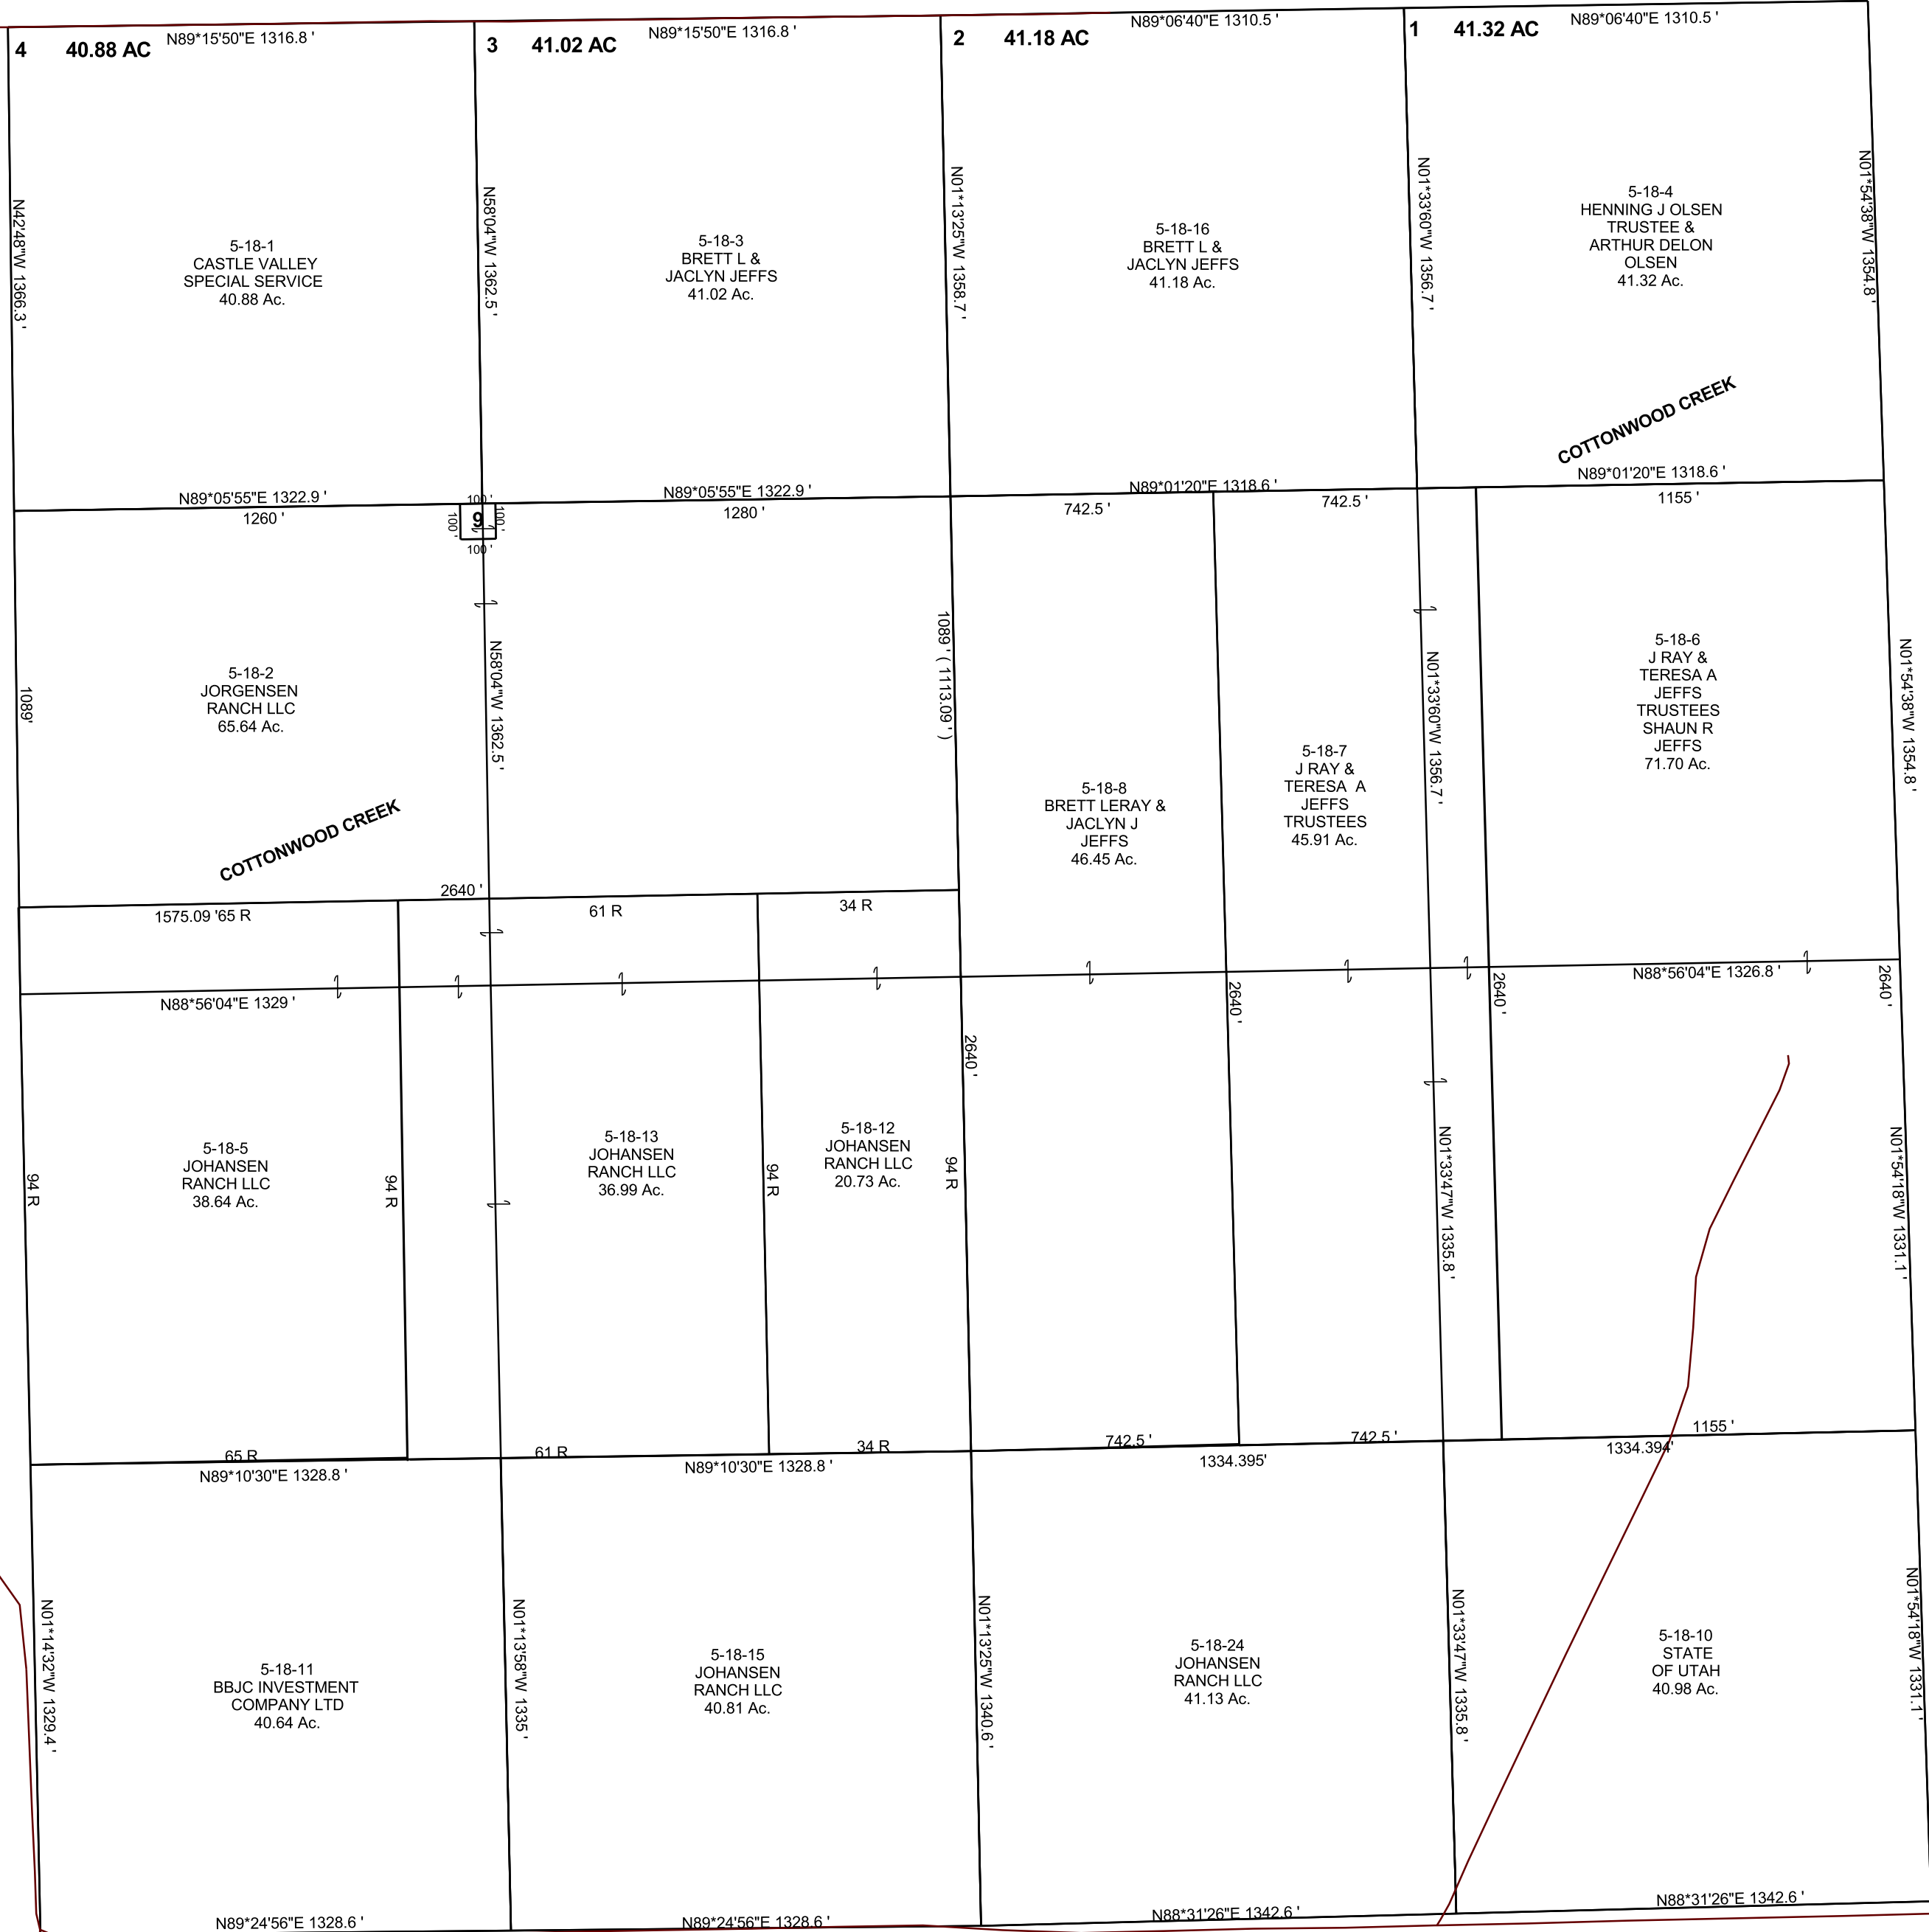 4 40.88 AC N89*15'50"E 1316.8 '
3 41.02 AC N89*15'50"E 1316.8 '
2 41.18 AC N89*06'40"E 1310.5 '
1 41.32 AC N89*06'40"E 1310.5 '
N42'48"W 1366.3 '
5-18-1
CASTLE VALLEY
SPECIAL SERVICE
40.88 Ac.
N58'04"W 1362.5 '
5-18-3
BRETT L &
JACLYN JEFFS
41.02 Ac.
N01*13'25"W 1358.7 '
5-18-16
BRETT L &
JACLYN JEFFS
41.18 Ac.
N01*33'60"W 1356.7 '
5-18-4
HENNING J OLSEN
TRUSTEE &
ARTHUR DELON
OLSEN
41.32 Ac.
N01*54'38"W 1354.8 '
COTTONWOOD CREEK
N89*05'55"E 1322.9 '
N89*05'55"E 1322.9 '
N89*01'20"E 1318.6 '
N89*01'20"E 1318.6 '
1260 '
100 '
100 '
9
100 '
100 '
1280 '
742.5 '
742.5 '
1155 '
1089'
5-18-2
JORGENSEN
RANCH LLC
65.64 Ac.
N58'04"W 1362.5 '
1089 ' ( 1113.09 ' )
5-18-8
BRETT LERAY &
JACLYN J
JEFFS
46.45 Ac.
5-18-7
J RAY &
TERESA  A
JEFFS
TRUSTEES
45.91 Ac.
N01*33'60"W 1356.7 '
5-18-6
J RAY &
TERESA A
JEFFS
TRUSTEES
SHAUN R
JEFFS
71.70 Ac.
N01*54'38"W 1354.8 '
COTTONWOOD CREEK
2640 '
1575.09 '65 R
61 R
34 R
N88*56'04"E 1329 '
N88*56'04"E 1326.8 '
2640 '
2640 '
2640 '
2640 '
94 R
5-18-5
JOHANSEN
RANCH LLC
38.64 Ac.
94 R
5-18-13
JOHANSEN
RANCH LLC
36.99 Ac.
94 R
5-18-12
JOHANSEN
RANCH LLC
20.73 Ac.
94 R
N01*33'47"W 1335.8 '
N01*54'18"W 1331.1 '
65 R
61 R
34 R
742.5 '
742.5 '
1155 '
N89*10'30"E 1328.8 '
N89*10'30"E 1328.8 '
1334.395'
1334.394'
N01*14'32"W 1329.4 '
5-18-11
BBJC INVESTMENT
COMPANY LTD
40.64 Ac.
N01*13'58"W 1335 '
5-18-15
JOHANSEN
RANCH LLC
40.81 Ac.
N01*13'25"W 1340.6 '
5-18-24
JOHANSEN
RANCH LLC
41.13 Ac.
N01*33'47"W 1335.8 '
5-18-10
STATE
OF UTAH
40.98 Ac.
N01*54'18"W 1331.1 '
N89*24'56"E 1328.6 '
N89*24'56"E 1328.6 '
N88*31'26"E 1342.6 '
N88*31'26"E 1342.6 '